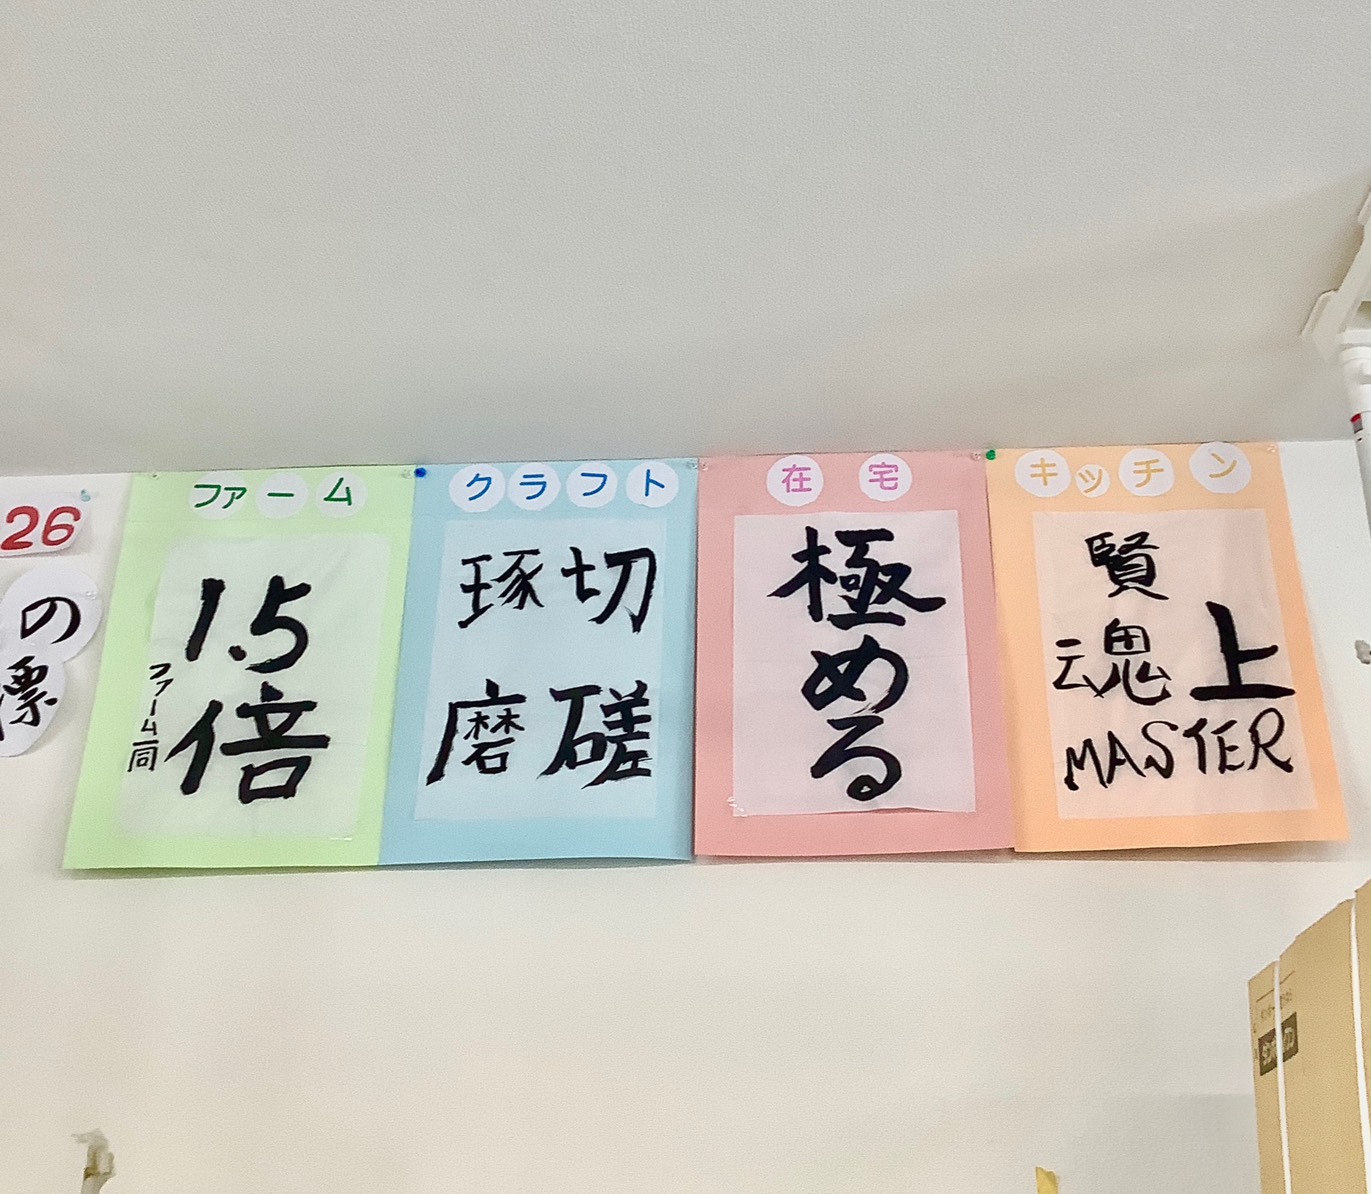 26
の
標
ファーム
1.5
倍
ファーム一同
クラフト
切磋
琢磨
在宅
極める
キッチン
上
賢
魂
MASTER